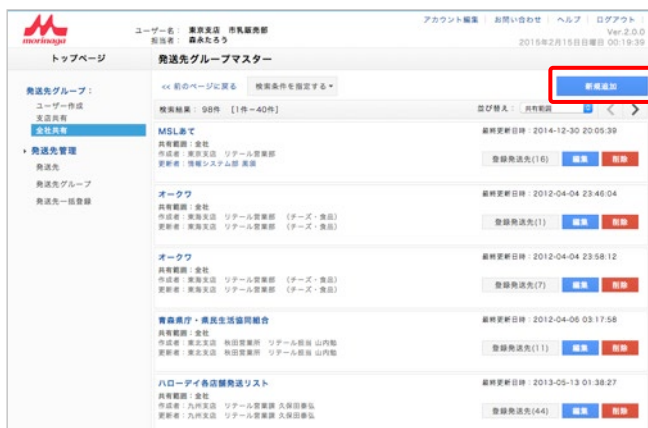 morinaga
ユーザー名： 東京支店 市乳販売部
担当者： 森永たろう
アカウント編集 | お問い合わせ | ヘルプ | ログアウト
Ver.2.0.0
2015年2月15日日曜日 00:19:39
トップページ
発送先グループマスター
<< 前のページに戻る 検索条件を指定する▾
新規追加
発送先グループ：
ユーザー作成
支店共有
全社共有
発送先管理
発送先
発送先グループ
発送先一括登録
検索結果： 98件 [1件－40件]
並び替え： 共有範囲
MSLあて
最終更新日時：2014-12-30 20:05:39
共有範囲：全社
作成者：東京支店 リテール営業部
更新者：情報システム部
登録発送先(16) 編集 削除
オークワ
最終更新日時：2012-04-04 23:46:04
共有範囲：全社
作成者：東海支店 リテール営業部 （チーズ・食品）
更新者：東海支店 リテール営業部 （チーズ・食品）
登録発送先(1) 編集 削除
オークワ
最終更新日時：2012-04-04 23:58:12
共有範囲：全社
作成者：東海支店 リテール営業部 （チーズ・食品）
更新者：東海支店 リテール営業部 （チーズ・食品）
登録発送先(7) 編集 削除
青森県庁・県民生活協同組合
最終更新日時：2012-04-06 03:17:58
共有範囲：全社
作成者：東北支店 秋田営業所 リテール担当 山内勉
更新者：東北支店 秋田営業所 リテール担当 山内勉
登録発送先(11) 編集 削除
ハローデイ各店舗発送リスト
最終更新日時：2013-05-13 01:38:27
共有範囲：全社
作成者：九州支店 リテール営業課 久保田泰弘
更新者：九州支店 リテール営業課 久保田泰弘
登録発送先(44) 編集 削除